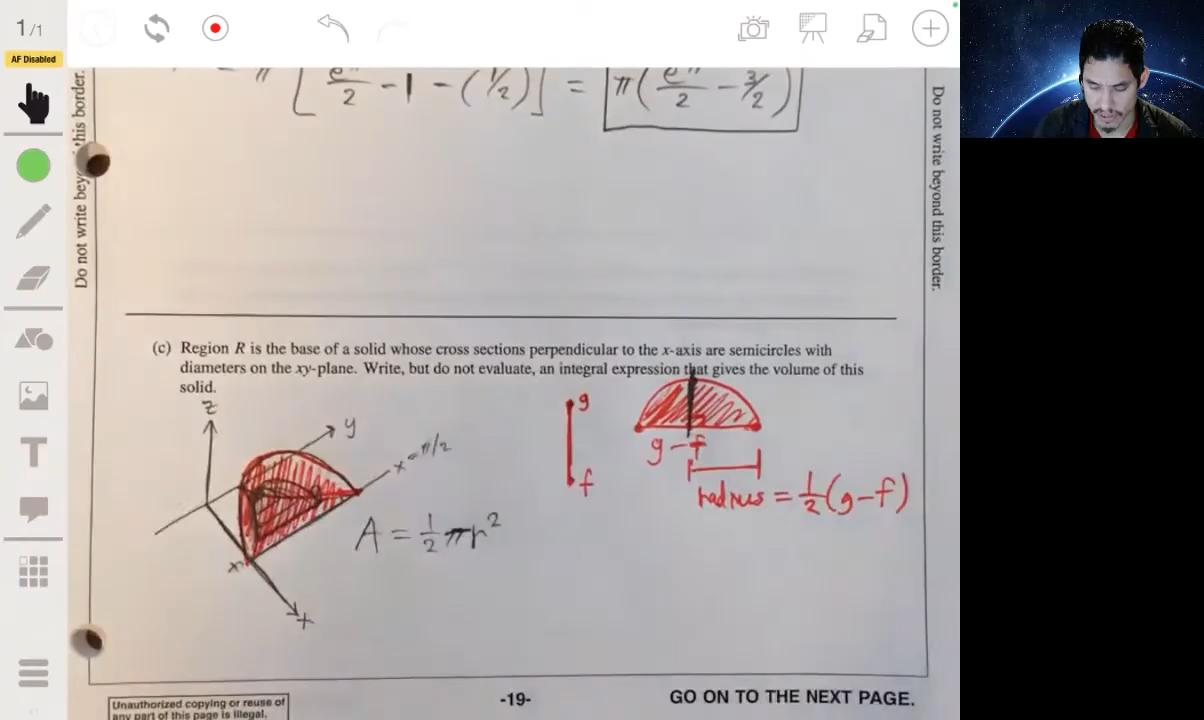 1/1
AF Disabled
Do not write beyond this border.
Do not write beyond this border.
[ /2 - 1 - (1/2)] = π(e^π/2 - 3/2)
(c) Region R is the base of a solid whose cross sections perpendicular to the x-axis are semicircles with
diameters on the xy-plane. Write, but do not evaluate, an integral expression that gives the volume of this
solid.
z
y
x = π/2
x
x
A = 1/2 πr²
g
f
g - f
radius = 1/2 (g-f)
T
-19-
GO ON TO THE NEXT PAGE.
Unauthorized copying or reuse of
any part of this page is illegal.